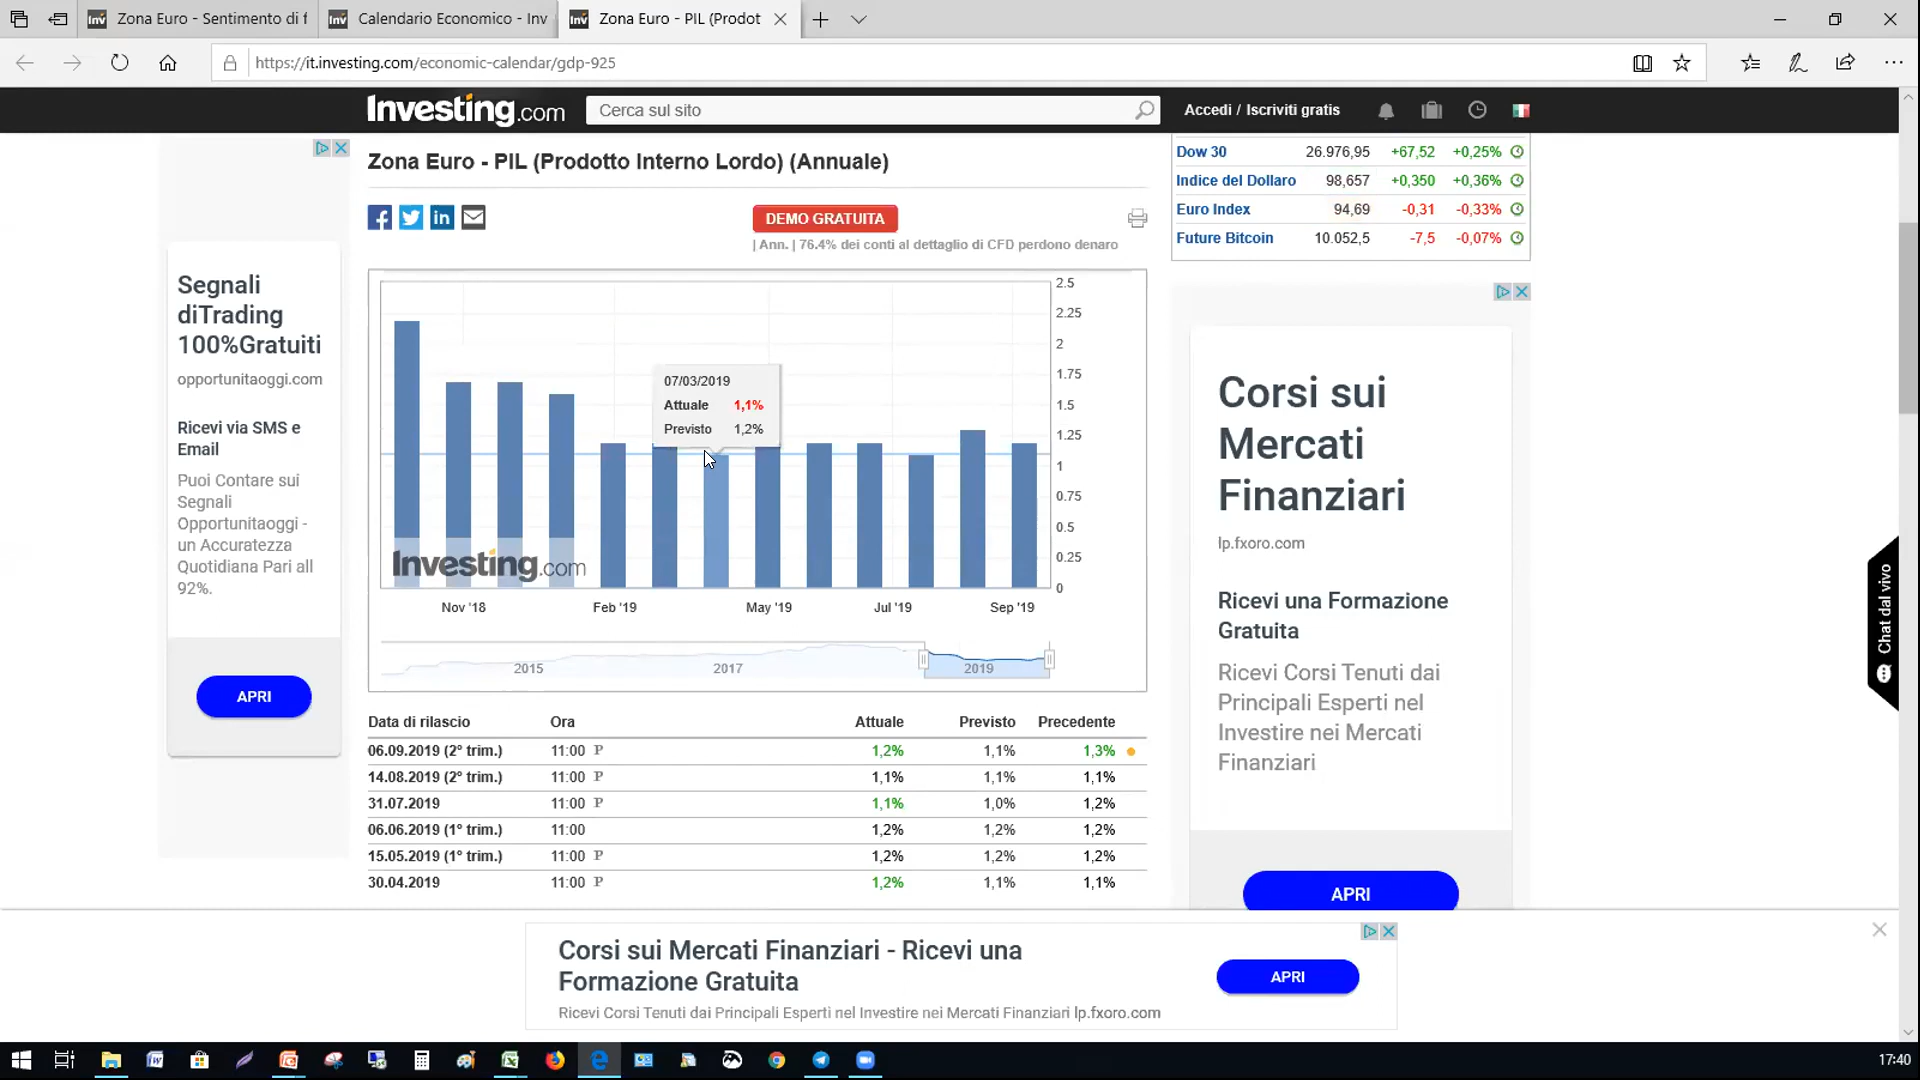 Zona Euro - Sentimento di f
Calendario Economico - Inv
Zona Euro - PIL (Prodot
https://it.investing.com/economic-calendar/gdp-925
Investing.com
Cerca sul sito
Accedi / Iscriviti gratis
Zona Euro - PIL (Prodotto Interno Lordo) (Annuale)
DEMO GRATUITA
| Ann. | 76.4% dei conti al dettaglio di CFD perdono denaro
Dow 30 26.976,95 +67,52 +0,25%
Indice del Dollaro 98,657 +0,350 +0,36%
Euro Index 94,69 -0,31 -0,33%
Future Bitcoin 10.052,5 -7,5 -0,07%
Segnali
diTrading
100%Gratuiti
opportunitaoggi.com
Ricevi via SMS e
Email
Puoi Contare sui
Segnali
Opportunitaoggi -
un Accuratezza
Quotidiana Pari all
92%.
APRI
2.5
2.25
2
1.75
1.5
1.25
1
0.75
0.5
0.25
0
07/03/2019
Attuale 1,1%
Previsto 1,2%
Investing.com
Nov '18 Feb '19 May '19 Jul '19 Sep '19
2015 2017 2019
Data di rilascio Ora Attuale Previsto Precedente
06.09.2019 (2° trim.) 11:00 P 1,2% 1,1% 1,3%
14.08.2019 (2° trim.) 11:00 P 1,1% 1,1% 1,1%
31.07.2019 11:00 P 1,1% 1,0% 1,2%
06.06.2019 (1° trim.) 11:00 1,2% 1,2% 1,2%
15.05.2019 (1° trim.) 11:00 P 1,2% 1,2% 1,2%
30.04.2019 11:00 P 1,2% 1,1% 1,1%
Corsi sui
Mercati
Finanziari
lp.fxoro.com
Ricevi una Formazione
Gratuita
Ricevi Corsi Tenuti dai
Principali Esperti nel
Investire nei Mercati
Finanziari
APRI
Chat dal vivo
Corsi sui Mercati Finanziari - Ricevi una
Formazione Gratuita
Ricevi Corsi Tenuti dai Principali Esperti nel Investire nei Mercati Finanziari lp.fxoro.com
APRI
17:40